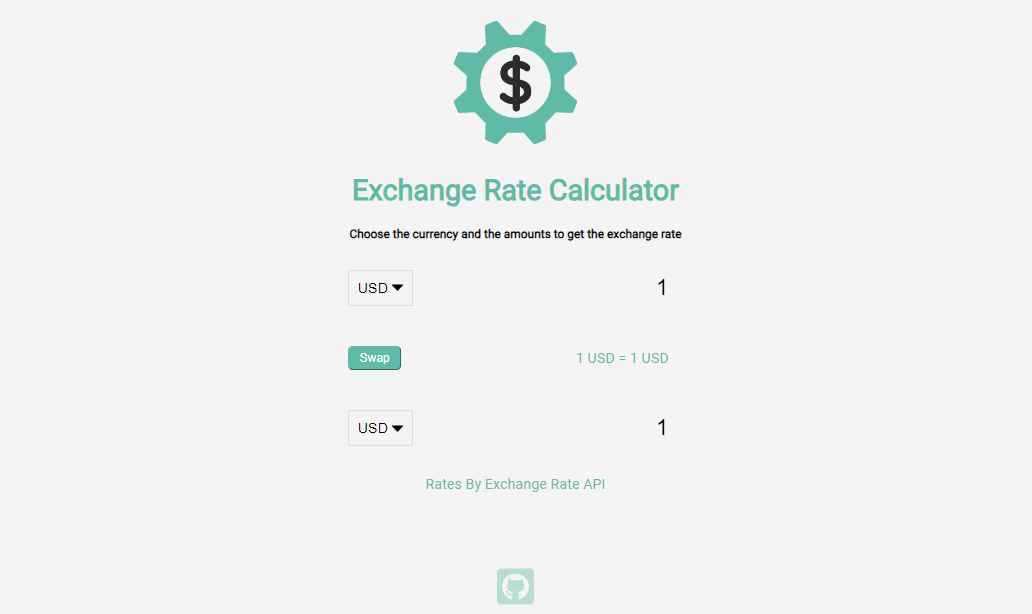 $
Exchange Rate Calculator
Choose the currency and the amounts to get the exchange rate
USD 1
Swap 1 USD = 1 USD
USD 1
Rates By Exchange Rate API